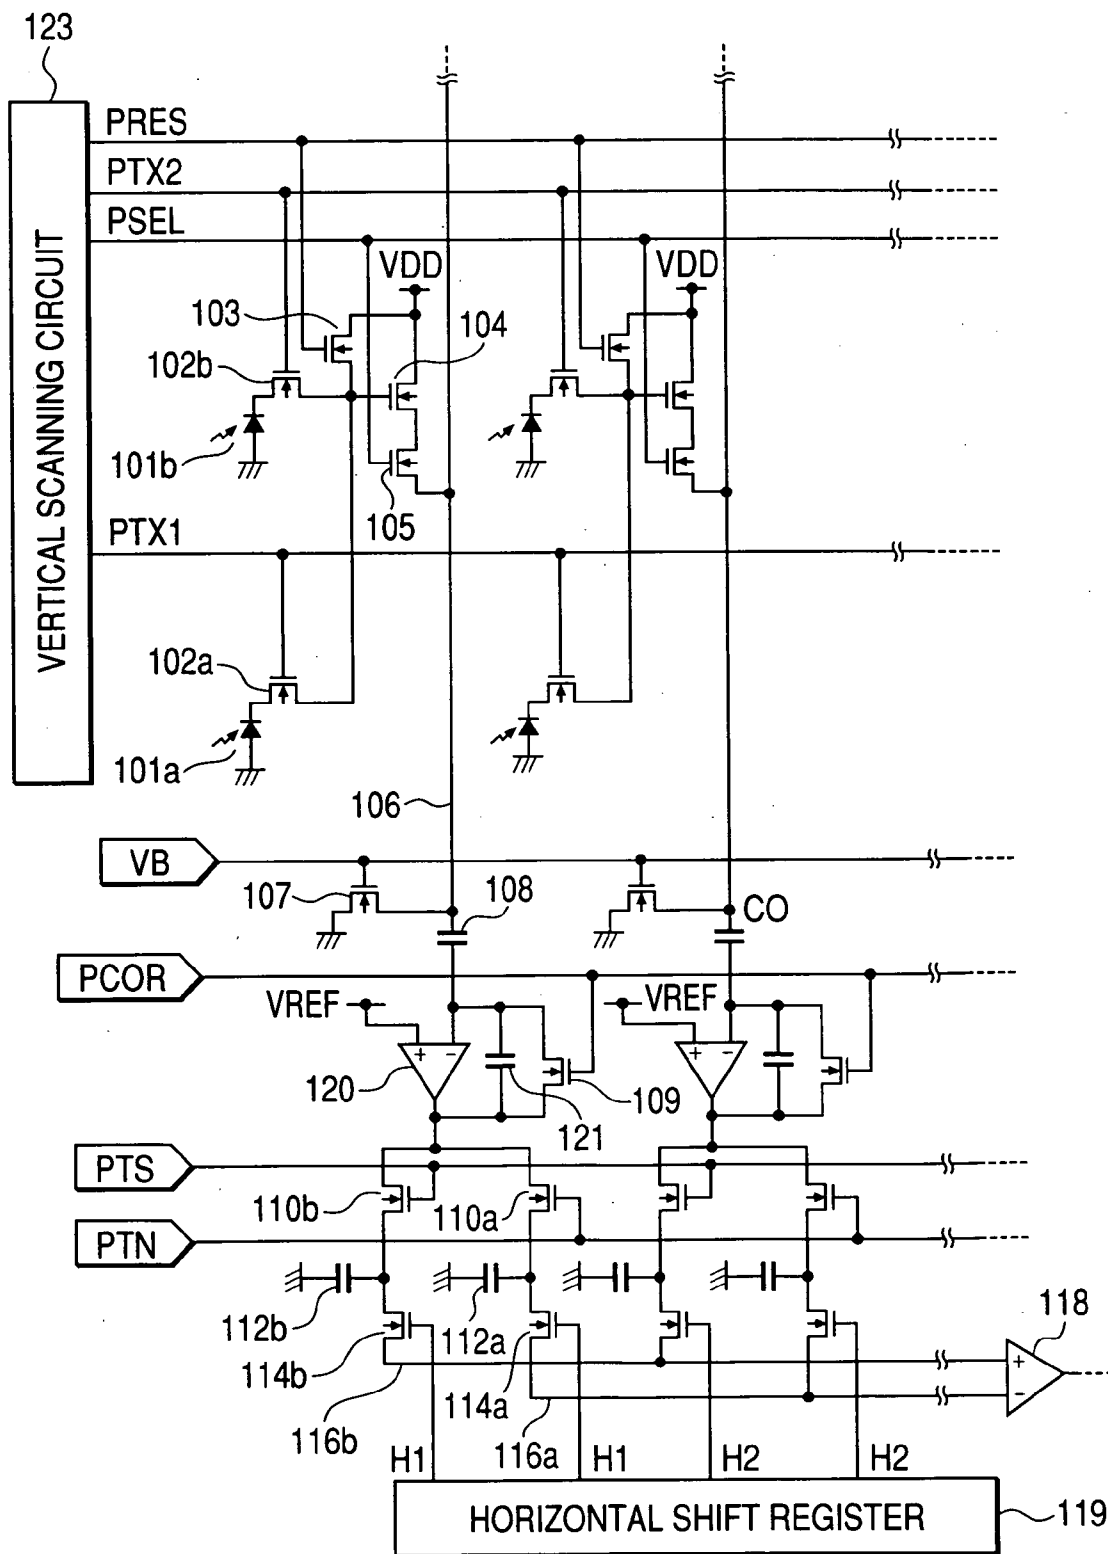 123
PRES
PTX2
PSEL
VDD
VDD
103
104
102b
101b
105
VERTICAL SCANNING CIRCUIT
PTX1
102a
101a
106
VB
107
108
CO
PCOR
VREF
VREF
+ −
+ −
120
121
109
PTS
110b
110a
PTN
112b
112a
118
114b
114a
+
−
116b
116a
H1
H1
H2
H2
HORIZONTAL SHIFT REGISTER
119